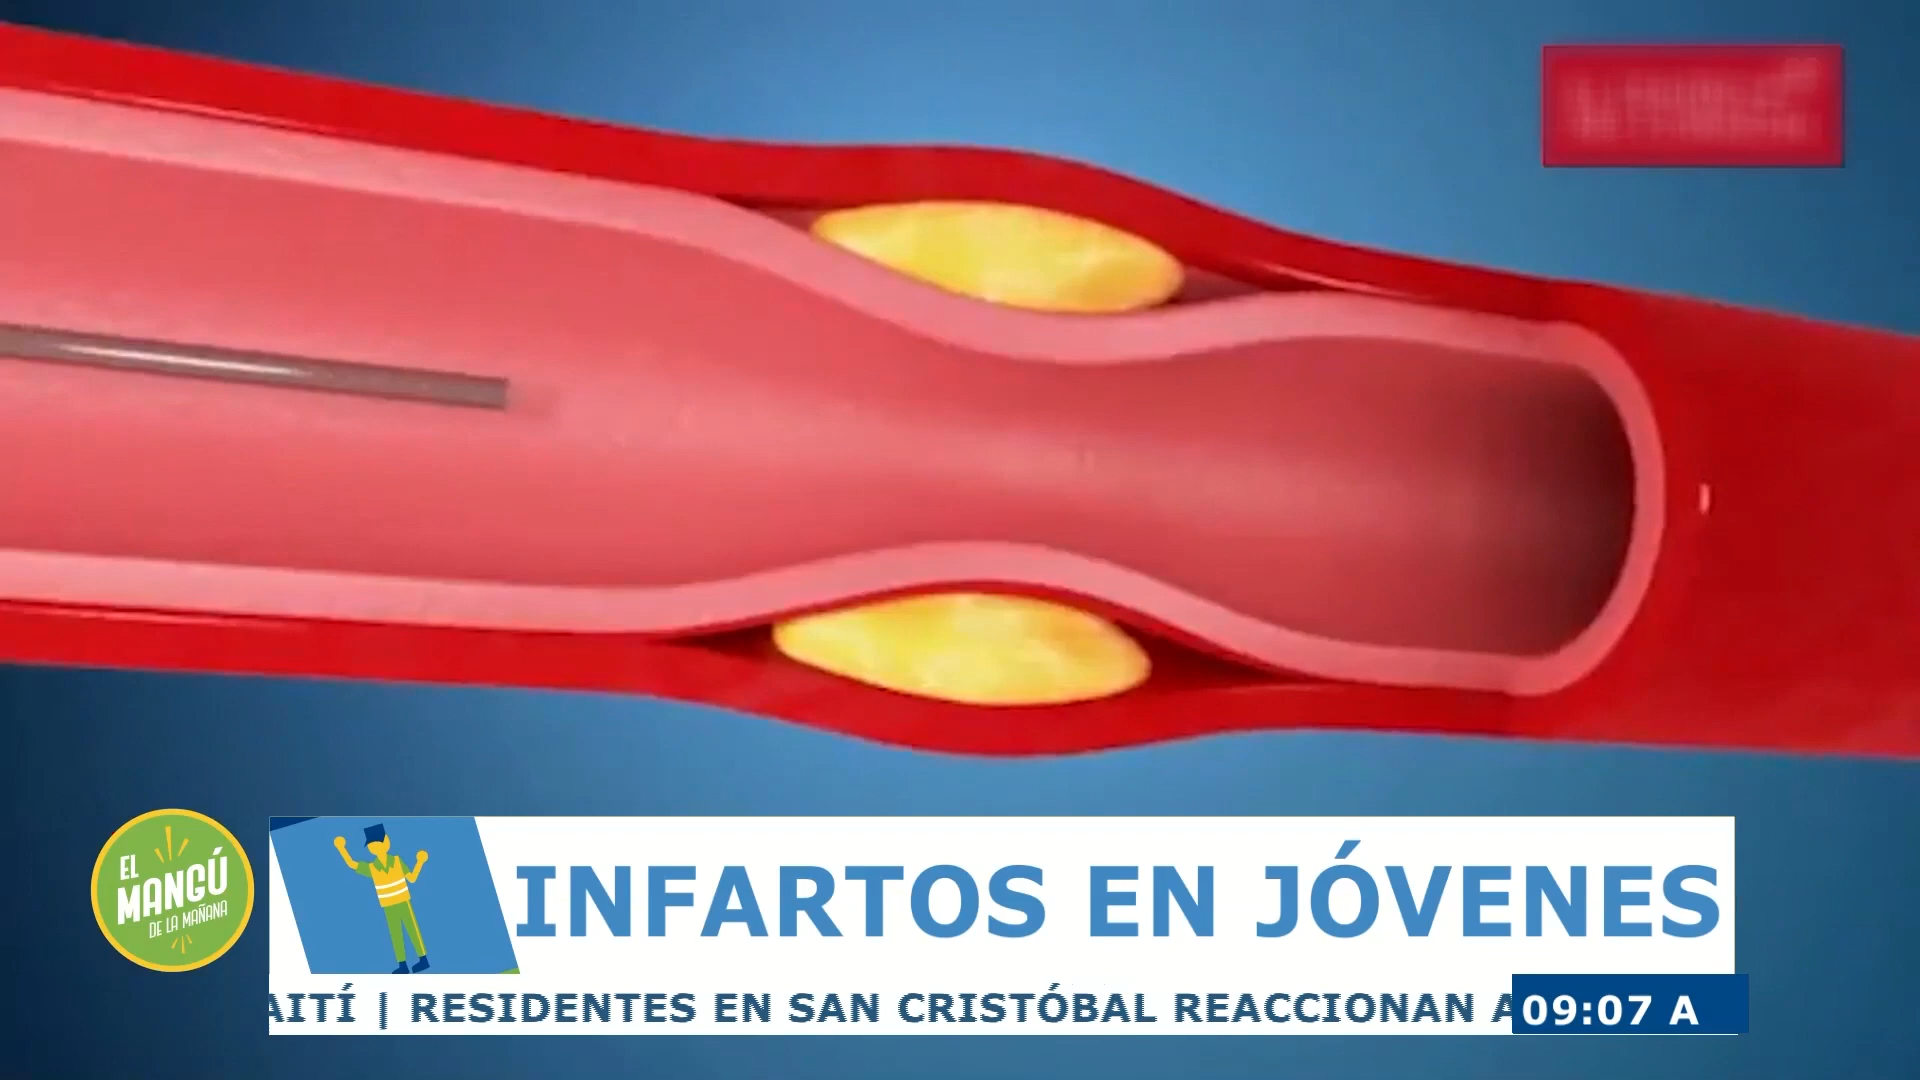 EL
MANGÚ
DE LA MAÑANA
INFARTOS EN JÓVENES
AITÍ | RESIDENTES EN SAN CRISTÓBAL REACCIONAN A
09:07 A